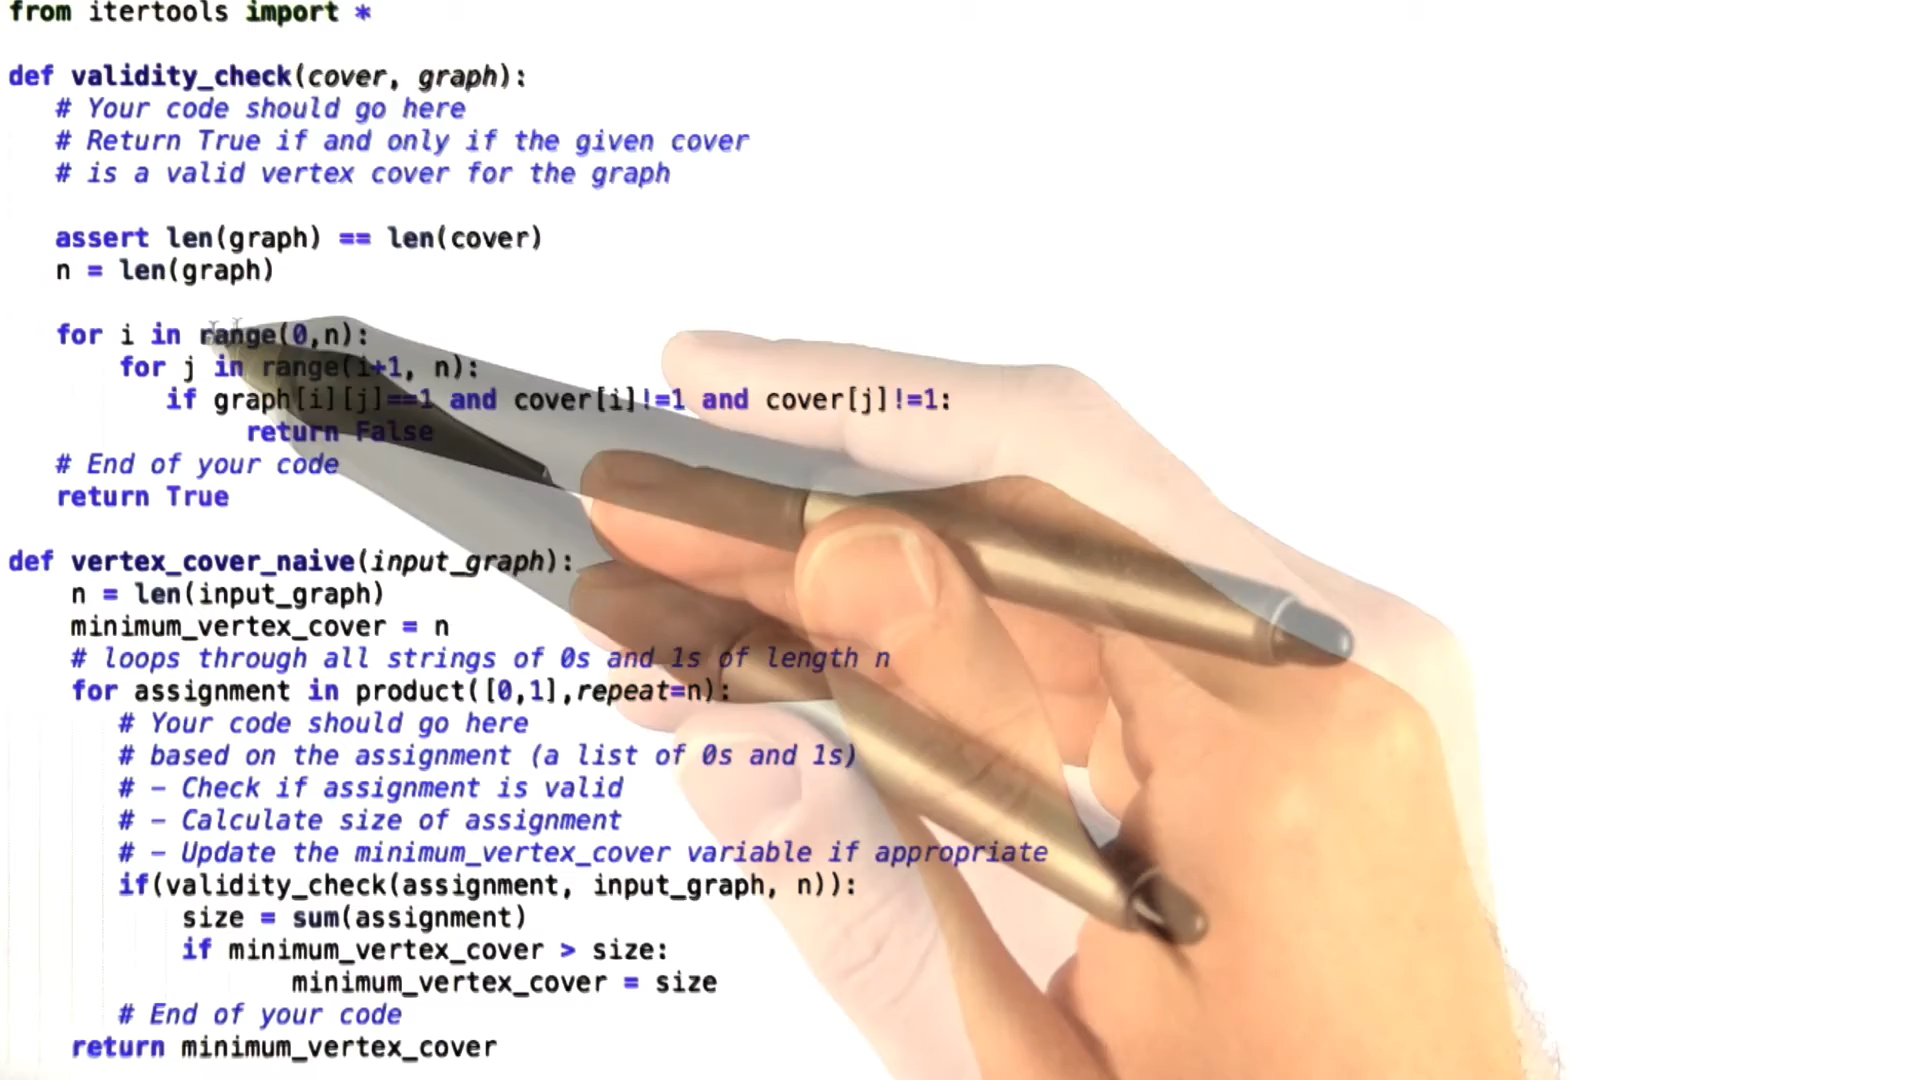 from itertools import *
def validity_check(cover, graph):
# Your code should go here
# Return True if and only if the given cover
# is a valid vertex cover for the graph
assert len(graph) == len(cover)
n = len(graph)
for i in range(0,n):
for j in range(i+1, n):
if graph[i][j]==1 and cover[i]!=1 and cover[j]!=1:
return False
# End of your code
return True
def vertex_cover_naive(input_graph):
n = len(input_graph)
minimum_vertex_cover = n
# loops through all strings of 0s and 1s of length n
for assignment in product([0,1],repeat=n):
# Your code should go here
# based on the assignment (a list of 0s and 1s)
# – Check if assignment is valid
# – Calculate size of assignment
# – Update the minimum_vertex_cover variable if appropriate
if(validity_check(assignment, input_graph, n)):
size = sum(assignment)
if minimum_vertex_cover > size:
minimum_vertex_cover = size
# End of your code
return minimum_vertex_cover